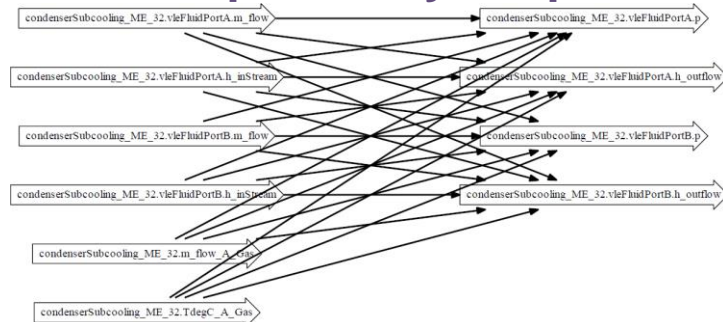 condenserSubcooling_ME_32.vleFluidPortA.m_flow
condenserSubcooling_ME_32.vleFluidPortA.p
condenserSubcooling_ME_32.vleFluidPortA.h_inStream
condenserSubcooling_ME_32.vleFluidPortA.h_outflow
condenserSubcooling_ME_32.vleFluidPortB.m_flow
condenserSubcooling_ME_32.vleFluidPortB.p
condenserSubcooling_ME_32.vleFluidPortB.h_inStream
condenserSubcooling_ME_32.vleFluidPortB.h_outflow
condenserSubcooling_ME_32.m_flow_A_Gas
condenserSubcooling_ME_32.TdegC_A_Gas